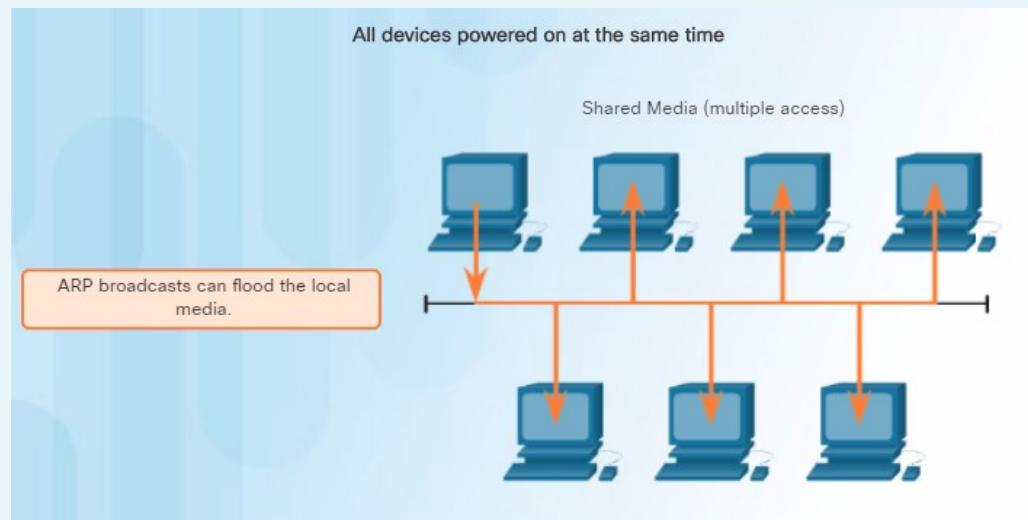 All devices powered on at the same time
Shared Media (multiple access)
ARP broadcasts can flood the local
media.